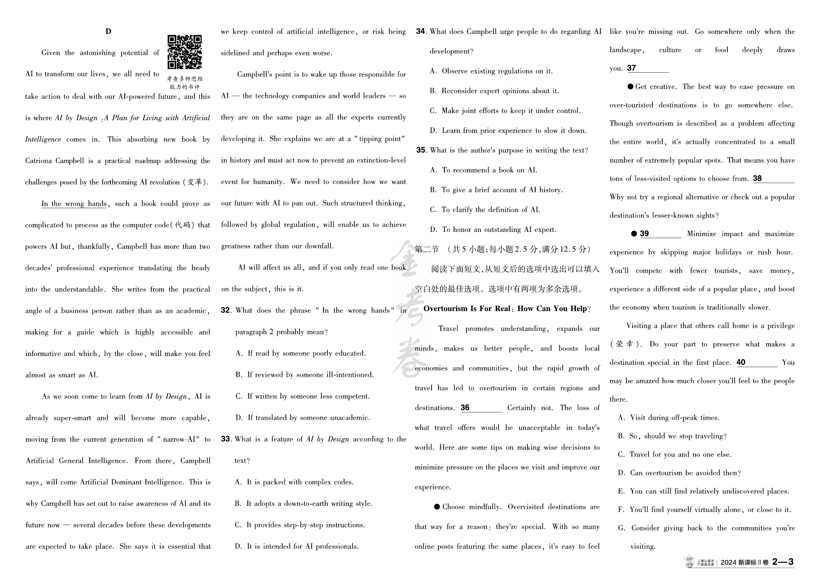 D
Given the astonishing potential of
AI to transform our lives, we all need to
考查多种思维
能力的书评
take action to deal with our AI-powered future, and this
is where AI by Design :A Plan for Living with Artificial
Intelligence comes in. This absorbing new book by
Catriona Campbell is a practical roadmap addressing the
challenges posed by the forthcoming AI revolution (变革).
In the wrong hands, such a book could prove as
complicated to process as the computer code(代码) that
powers AI but, thankfully, Campbell has more than two
decades' professional experience translating the heady
into the understandable. She writes from the practical
angle of a business person rather than as an academic,
making for a guide which is highly accessible and
informative and which, by the close, will make you feel
almost as smart as AI.
As we soon come to learn from AI by Design, AI is
already super-smart and will become more capable,
moving from the current generation of "narrow-AI" to
Artificial General Intelligence. From there, Campbell
says, will come Artificial Dominant Intelligence. This is
why Campbell has set out to raise awareness of AI and its
future now — several decades before these developments
are expected to take place. She says it is essential that
we keep control of artificial intelligence, or risk being
sidelined and perhaps even worse.
Campbell's point is to wake up those responsible for
AI — the technology companies and world leaders — so
they are on the same page as all the experts currently
developing it. She explains we are at a "tipping point"
in history and must act now to prevent an extinction-level
event for humanity. We need to consider how we want
our future with AI to pan out. Such structured thinking,
followed by global regulation, will enable us to achieve
greatness rather than our downfall.
AI will affect us all, and if you only read one book
on the subject, this is it.
32. What does the phrase "In the wrong hands" in
paragraph 2 probably mean?
A. If read by someone poorly educated.
B. If reviewed by someone ill-intentioned.
C. If written by someone less competent.
D. If translated by someone unacademic.
33. What is a feature of AI by Design according to the
text?
A. It is packed with complex codes.
B. It adopts a down-to-earth writing style.
C. It provides step-by-step instructions.
D. It is intended for AI professionals.
34. What does Campbell urge people to do regarding AI
development?
A. Observe existing regulations on it.
B. Reconsider expert opinions about it.
C. Make joint efforts to keep it under control.
D. Learn from prior experience to slow it down.
35. What is the author's purpose in writing the text?
A. To recommend a book on AI.
B. To give a brief account of AI history.
C. To clarify the definition of AI.
D. To honor an outstanding AI expert.
第二节 (共5小题;每小题2.5分,满分12.5分)
阅读下面短文,从短文后的选项中选出可以填入
空白处的最佳选项。选项中有两项为多余选项。
Overtourism Is For Real: How Can You Help?
Travel promotes understanding, expands our
minds, makes us better people, and boosts local
economies and communities, but the rapid growth of
travel has led to overtourism in certain regions and
destinations. 36 Certainly not. The loss of
what travel offers would be unacceptable in today's
world. Here are some tips on making wise decisions to
minimize pressure on the places we visit and improve our
experience.
●Choose mindfully. Overvisited destinations are
that way for a reason: they're special. With so many
online posts featuring the same places, it's easy to feel
like you're missing out. Go somewhere only when the
landscape, culture or food deeply draws
you. 37
●Get creative. The best way to ease pressure on
over-touristed destinations is to go somewhere else.
Though overtourism is described as a problem affecting
the entire world, it's actually concentrated to a small
number of extremely popular spots. That means you have
tons of less-visited options to choose from. 38
Why not try a regional alternative or check out a popular
destination's lesser-known sights?
●39 Minimize impact and maximize
experience by skipping major holidays or rush hour.
You'll compete with fewer tourists, save money,
experience a different side of a popular place, and boost
the economy when tourism is traditionally slower.
Visiting a place that others call home is a privilege
(荣幸). Do your part to preserve what makes a
destination special in the first place. 40 You
may be amazed how much closer you'll feel to the people
there.
A. Visit during off-peak times.
B. So, should we stop traveling?
C. Travel for you and no one else.
D. Can overtourism be avoided then?
E. You can still find relatively undiscovered places.
F. You'll find yourself virtually alone, or close to it.
G. Consider giving back to the communities you're
visiting.
金考卷
2024 新课标Ⅱ卷 2—3